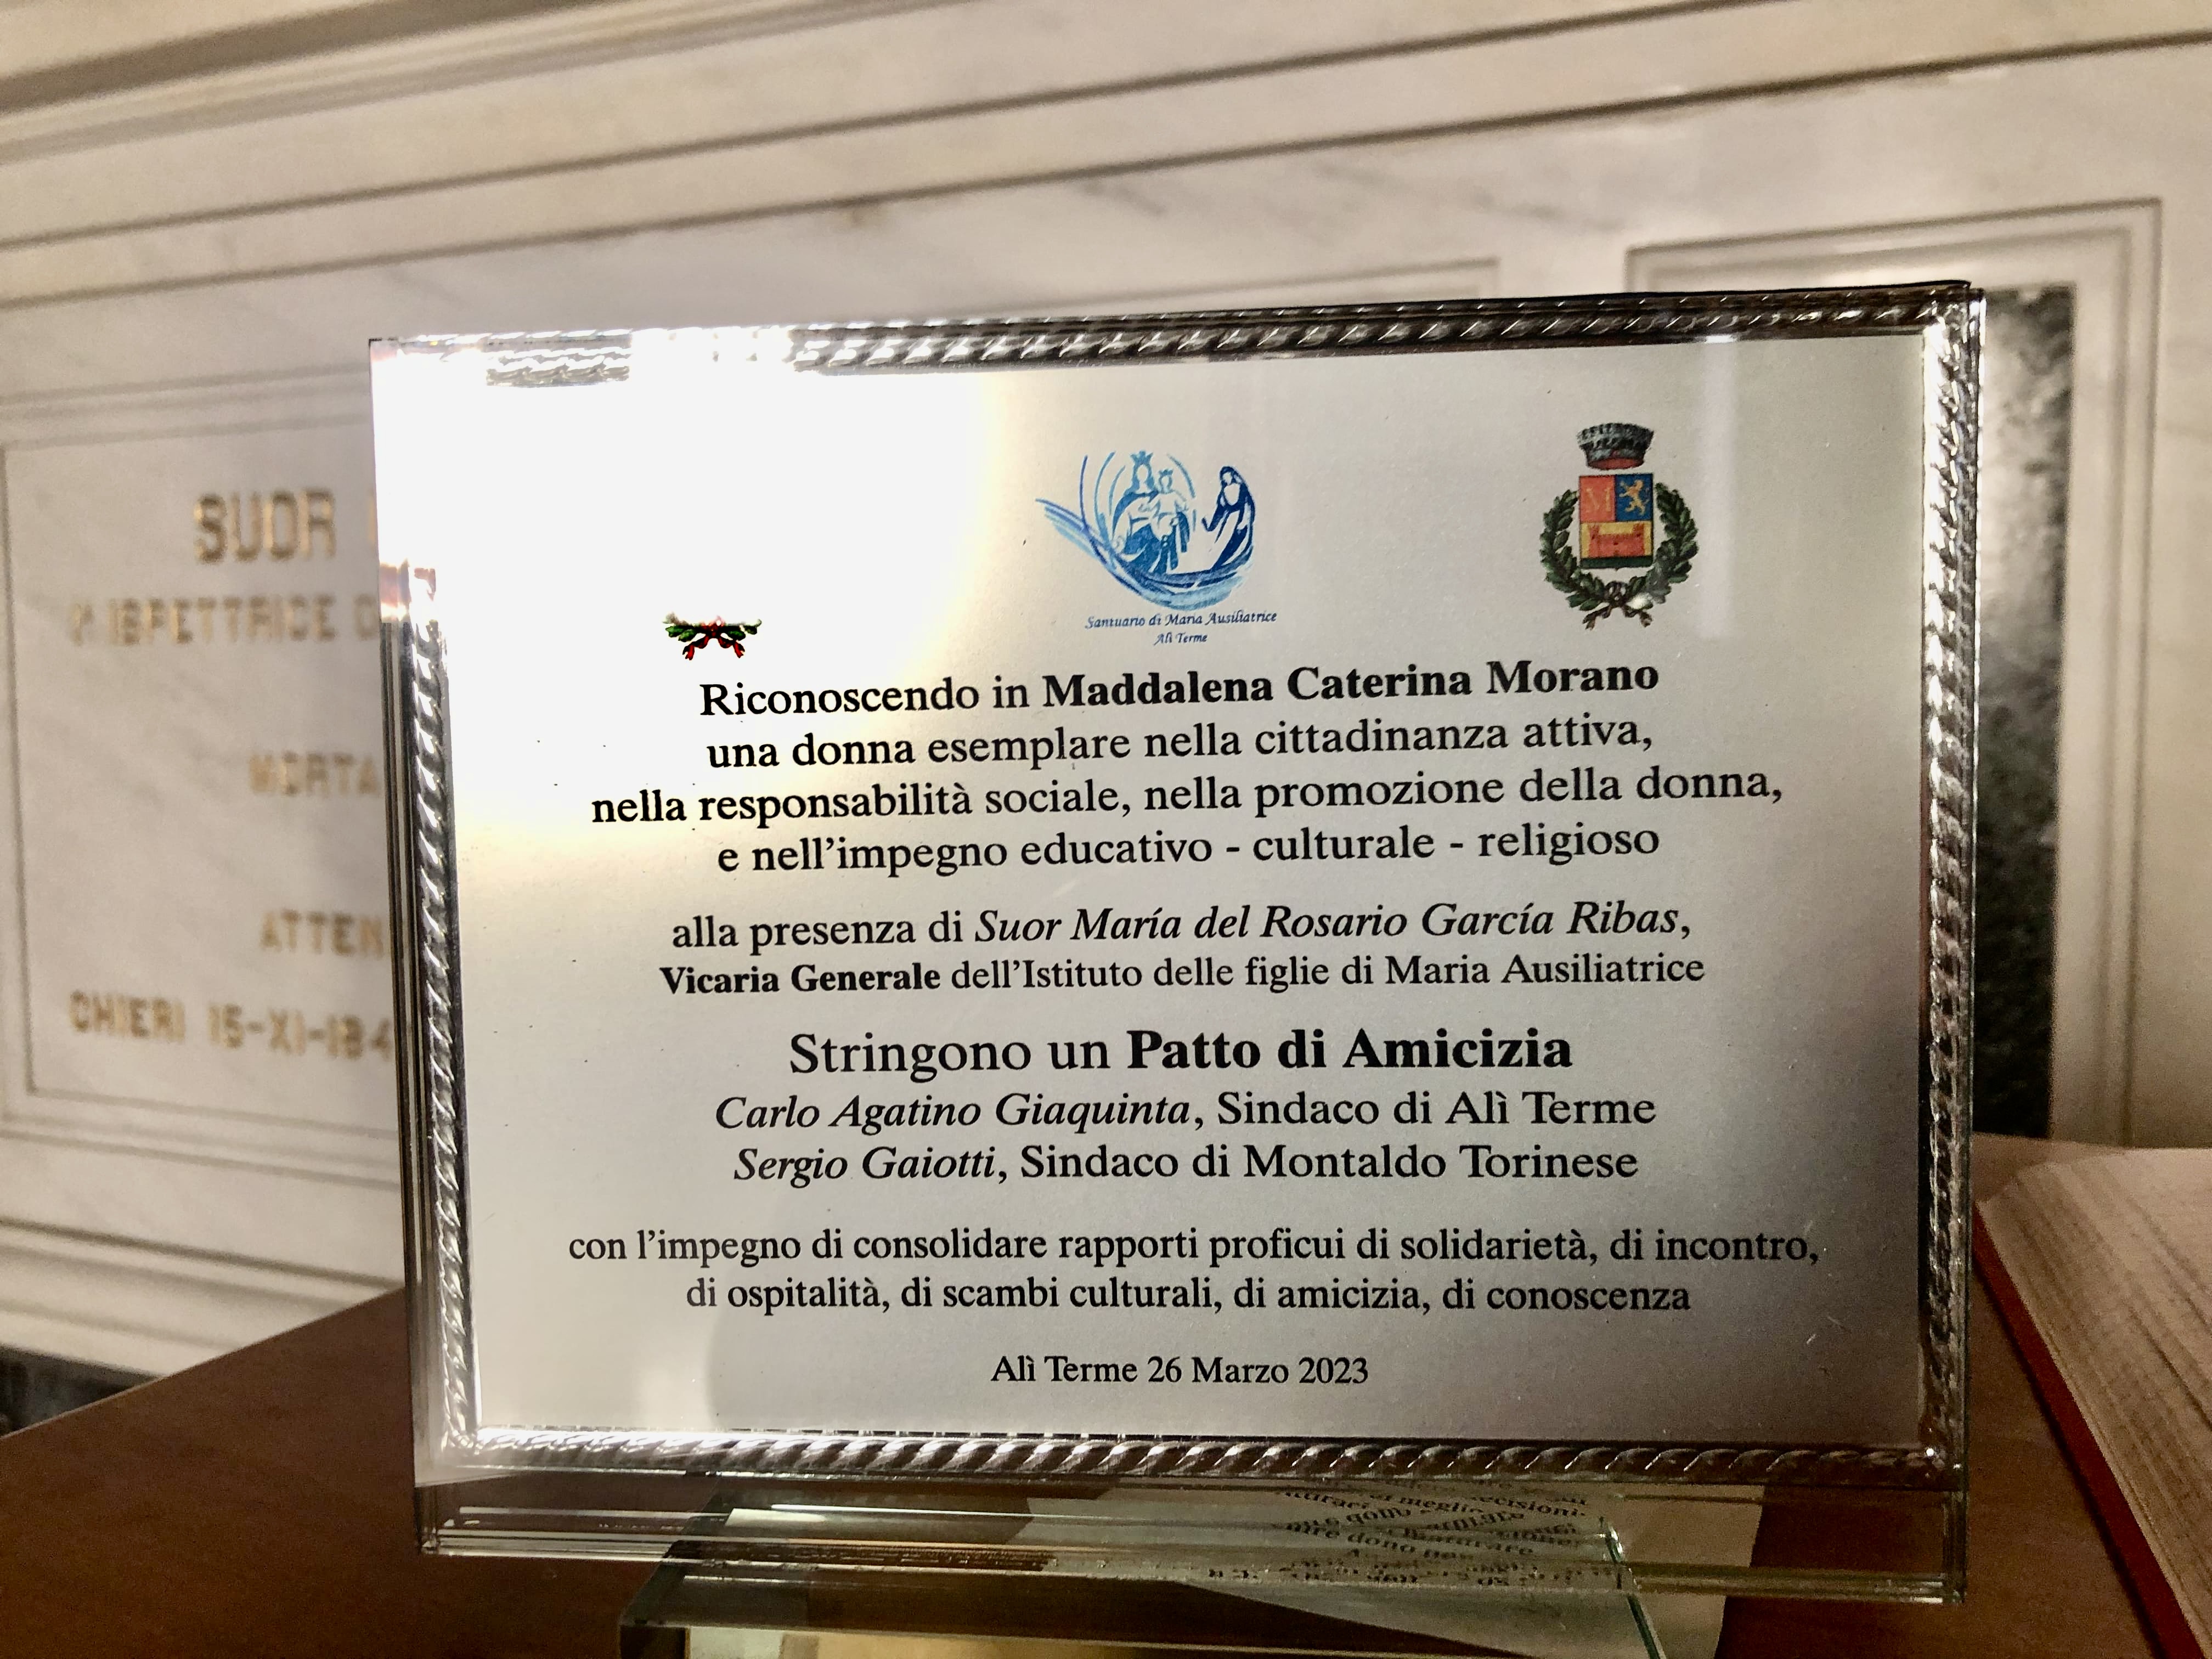 SUOR
Iª ISPETTRICE
MORTA
CHIERI 15-XI-184
Santuario di Maria Ausiliatrice
Alì Terme
M
Riconoscendo in Maddalena Caterina Morano
una donna esemplare nella cittadinanza attiva,
nella responsabilità sociale, nella promozione della donna,
e nell'impegno educativo - culturale - religioso
alla presenza di Suor María del Rosario García Ribas,
Vicaria Generale dell'Istituto delle figlie di Maria Ausiliatrice
Stringono un Patto di Amicizia
Carlo Agatino Giaquinta, Sindaco di Alì Terme
Sergio Gaiotti, Sindaco di Montaldo Torinese
con l'impegno di consolidare rapporti proficui di solidarietà, di incontro,
di ospitalità, di scambi culturali, di amicizia, di conoscenza
Alì Terme 26 Marzo 2023